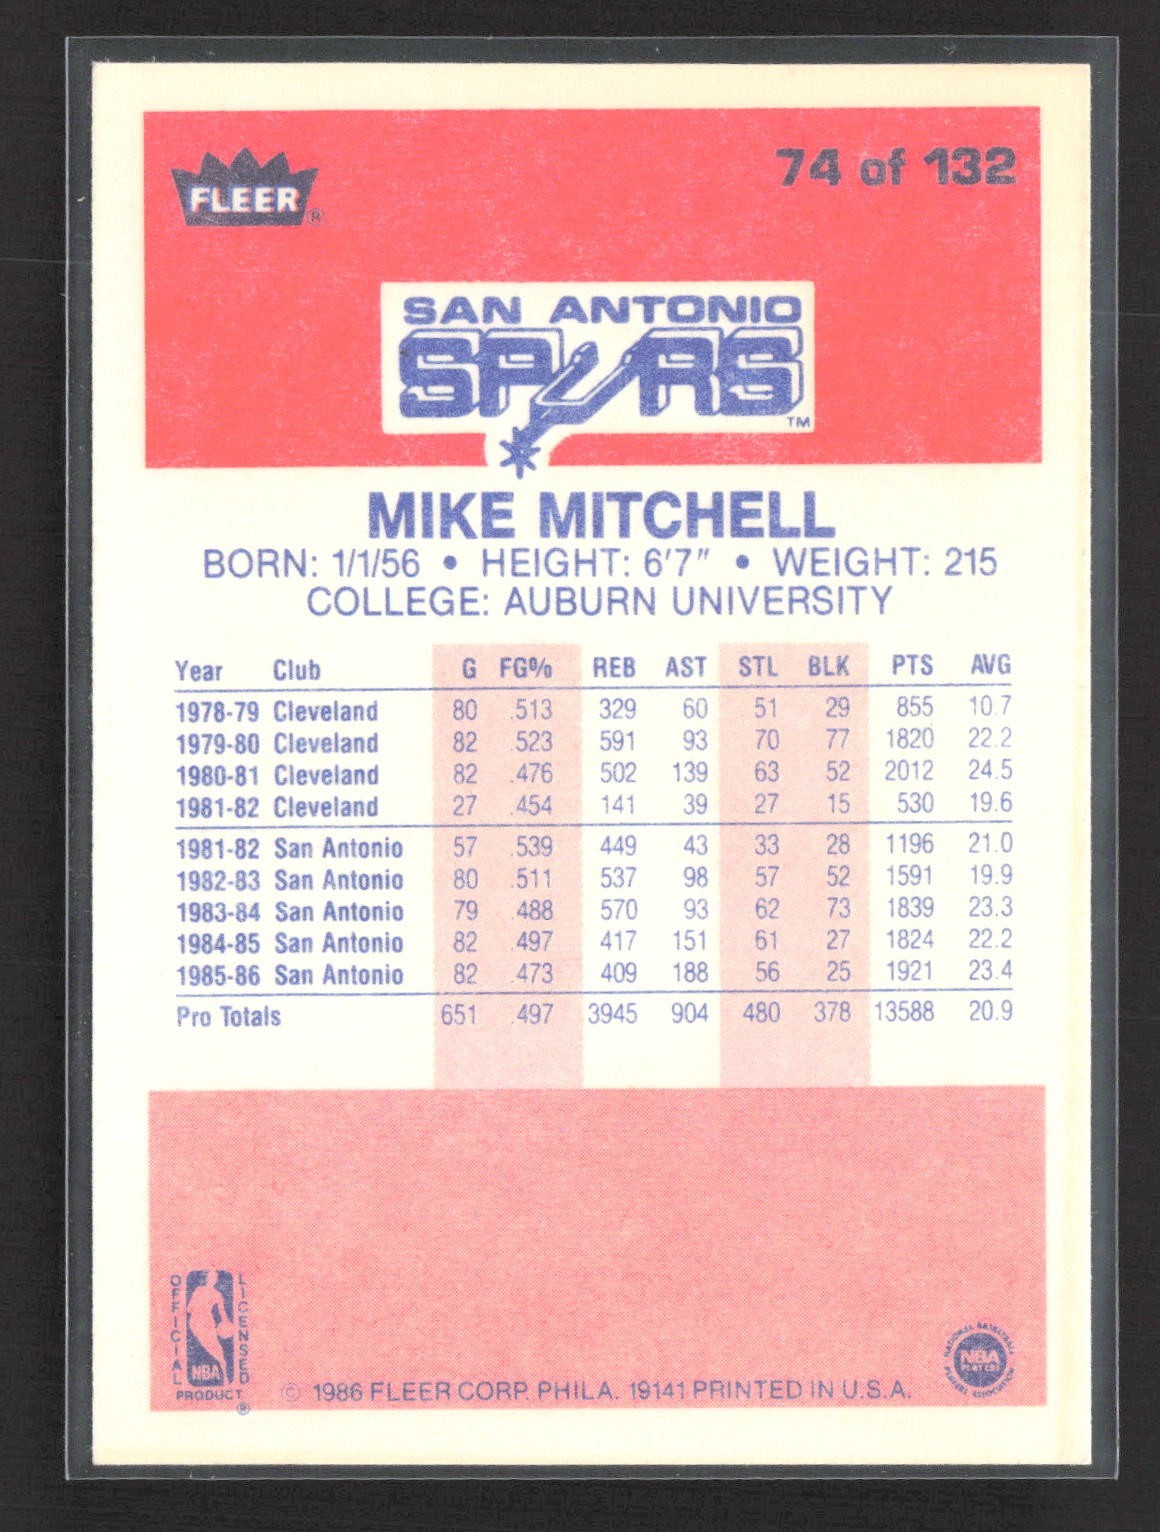 FLEER®
74 of 132
SAN ANTONIO
SPURS
TM
MIKE MITCHELL
BORN: 1/1/56 • HEIGHT: 6'7" • WEIGHT: 215
COLLEGE: AUBURN UNIVERSITY
Year Club G FG% REB AST STL BLK PTS AVG
1978-79 Cleveland 80 .513 329 60 51 29 855 10.7
1979-80 Cleveland 82 .523 591 93 70 77 1820 22.2
1980-81 Cleveland 82 .476 502 139 63 52 2012 24.5
1981-82 Cleveland 27 .454 141 39 27 15 530 19.6
1981-82 San Antonio 57 .539 449 43 33 28 1196 21.0
1982-83 San Antonio 80 .511 537 98 57 52 1591 19.9
1983-84 San Antonio 79 .488 570 93 62 73 1839 23.3
1984-85 San Antonio 82 .497 417 151 61 27 1824 22.2
1985-86 San Antonio 82 .473 409 188 56 25 1921 23.4
Pro Totals 651 .497 3945 904 480 378 13588 20.9
OFFICIAL
LICENSED
NBA
PRODUCT
®
NATIONAL BASKETBALL
NBA
PLAYERS
PLAYERS ASSOCIATION
© 1986 FLEER CORP. PHILA. 19141 PRINTED IN U.S.A.